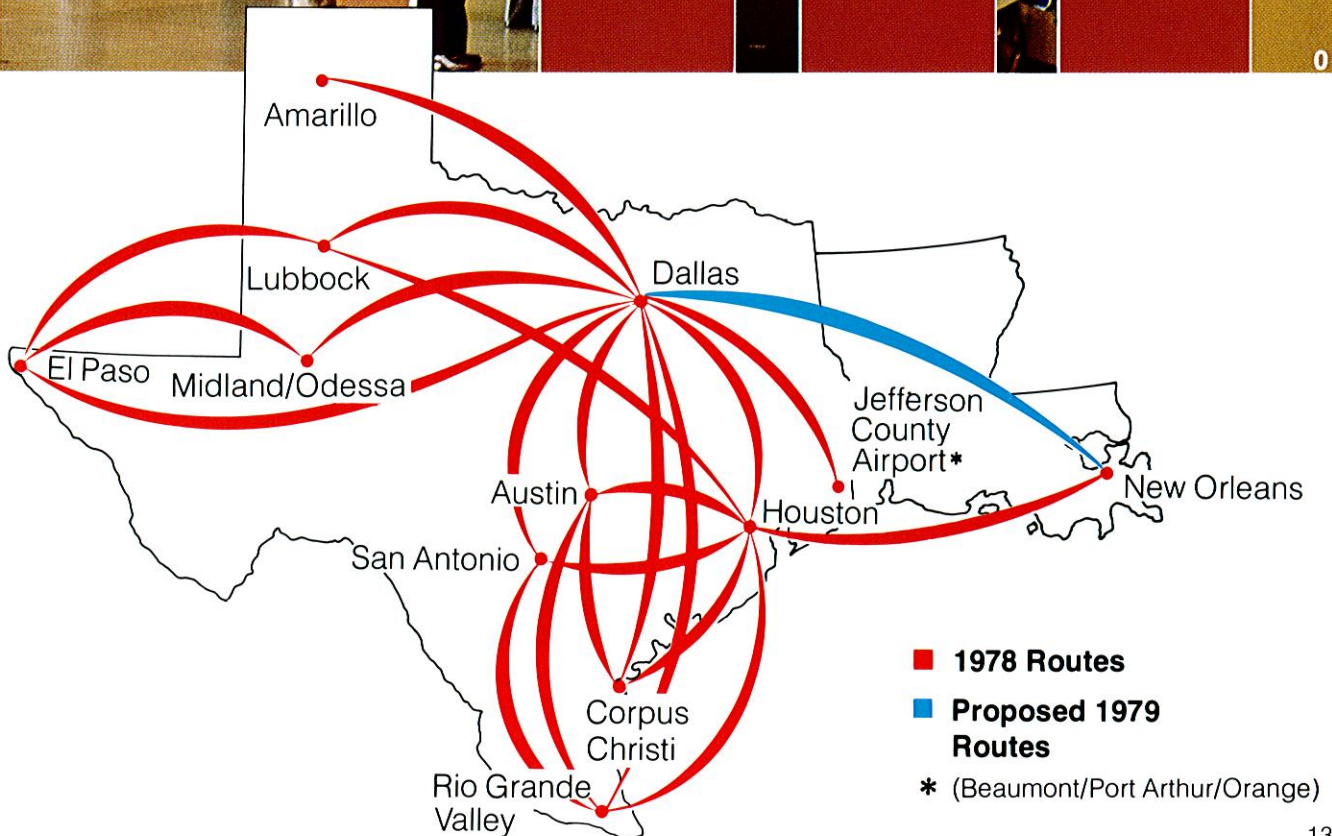 0
Amarillo
Lubbock
Dallas
El Paso
Midland/Odessa
Jefferson
County
Airport*
Austin
Houston
New Orleans
San Antonio
Corpus
Christi
Rio Grande
Valley
1978 Routes
Proposed 1979
Routes
* (Beaumont/Port Arthur/Orange)
13